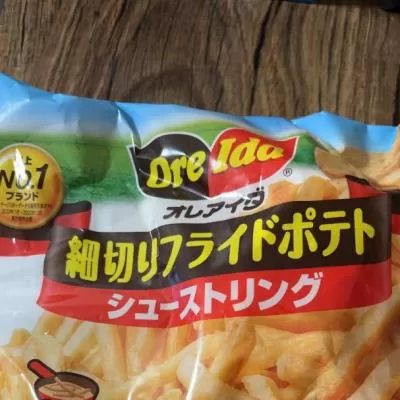 Ore Ida
®
オレアイダ
上
No.1
ブランド
細切りフライドポテト
シューストリング